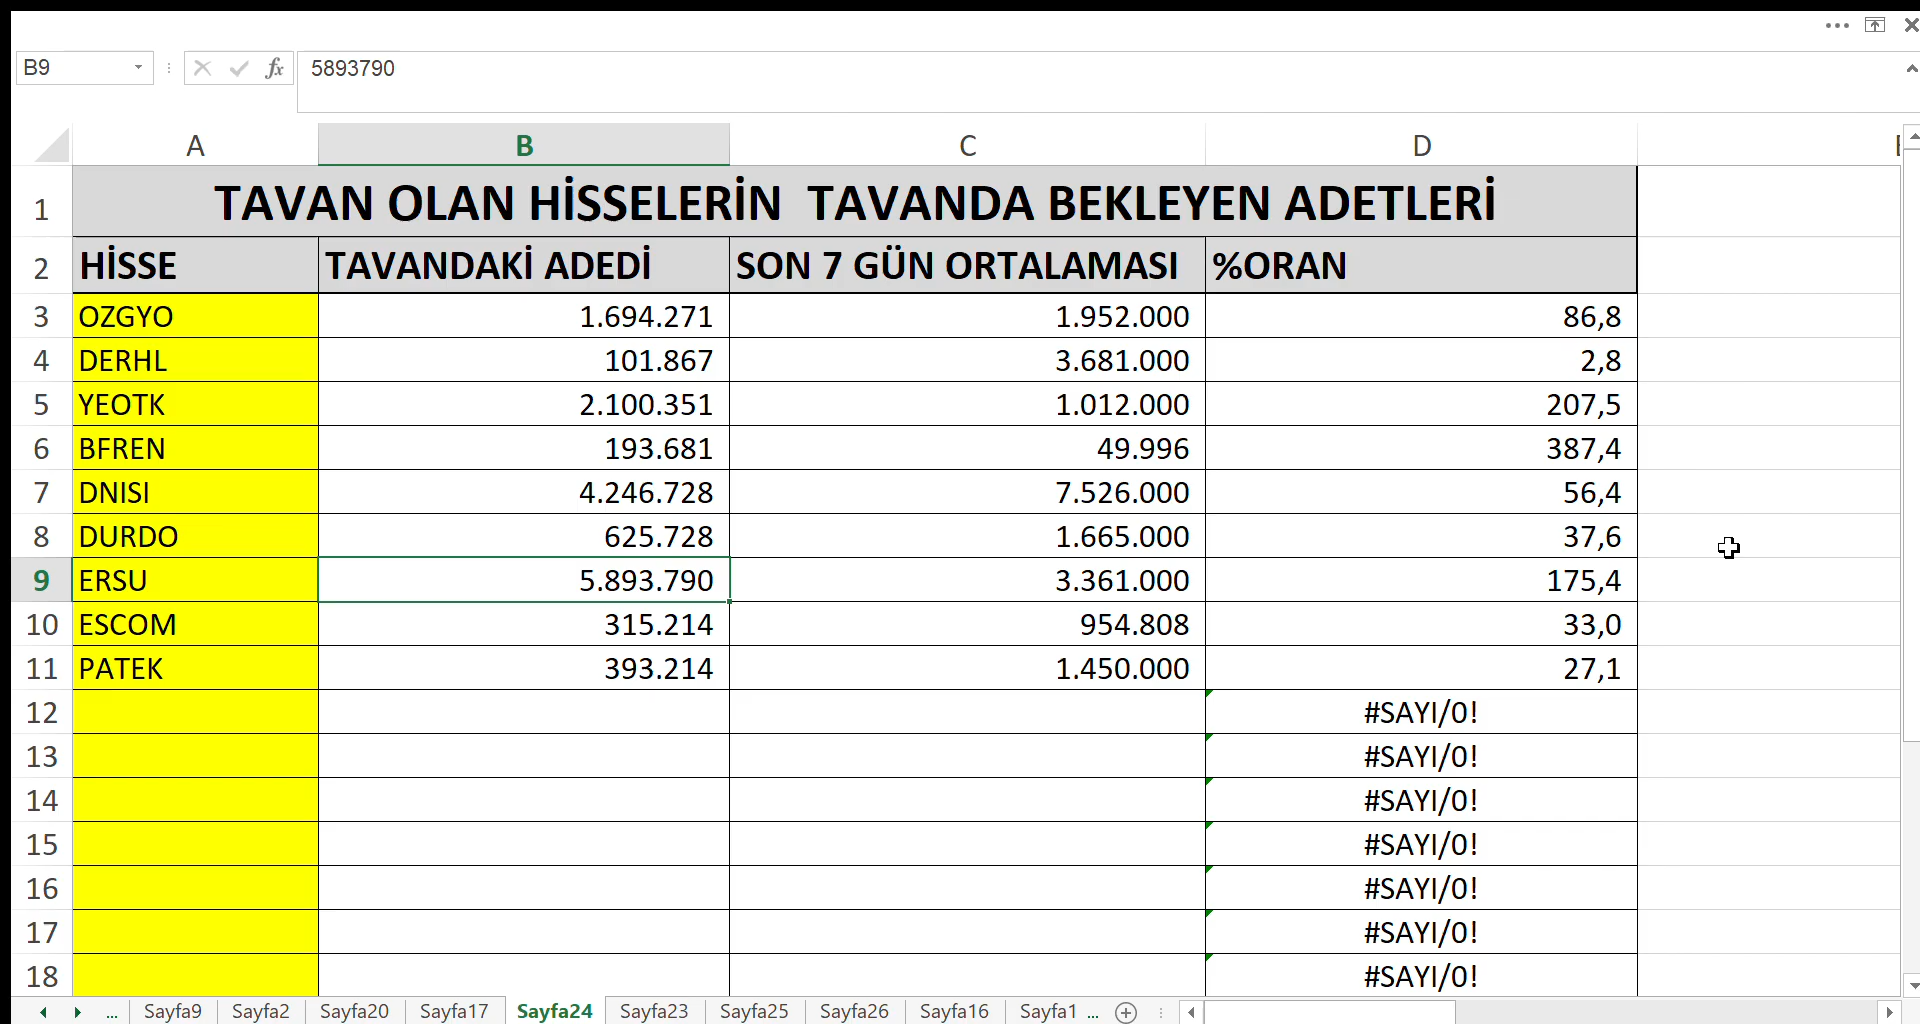 B9
fx
5893790
A B C D
1 TAVAN OLAN HİSSELERİN TAVANDA BEKLEYEN ADETLERİ
2 HİSSE TAVANDAKİ ADEDİ SON 7 GÜN ORTALAMASI %ORAN
3 OZGYO 1.694.271 1.952.000 86,8
4 DERHL 101.867 3.681.000 2,8
5 YEOTK 2.100.351 1.012.000 207,5
6 BFREN 193.681 49.996 387,4
7 DNISI 4.246.728 7.526.000 56,4
8 DURDO 625.728 1.665.000 37,6
9 ERSU 5.893.790 3.361.000 175,4
10 ESCOM 315.214 954.808 33,0
11 PATEK 393.214 1.450.000 27,1
12 #SAYI/0!
13 #SAYI/0!
14 #SAYI/0!
15 #SAYI/0!
16 #SAYI/0!
17 #SAYI/0!
18 #SAYI/0!
... Sayfa9 Sayfa2 Sayfa20 Sayfa17 Sayfa24 Sayfa23 Sayfa25 Sayfa26 Sayfa16 Sayfa1 ...